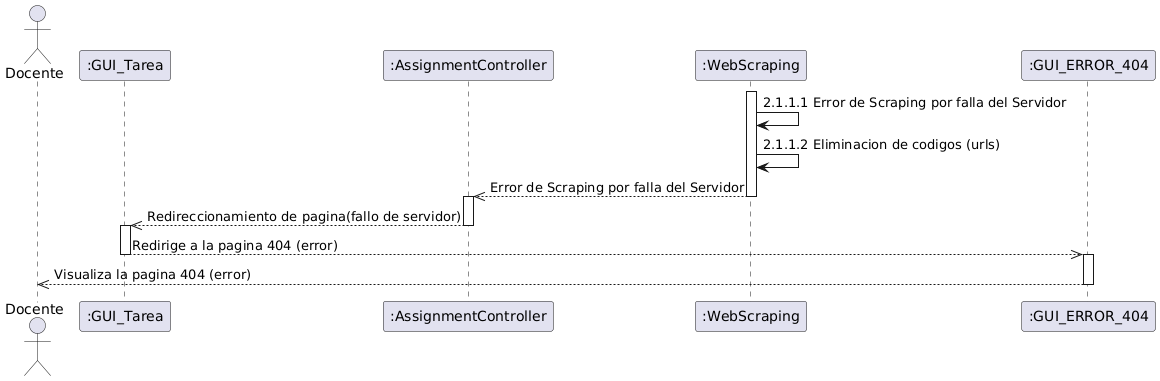 Docente
:GUI_Tarea
:AssignmentController
:WebScraping
:GUI_ERROR_404
2.1.1.1 Error de Scraping por falla del Servidor
2.1.1.2 Eliminacion de codigos (urls)
Error de Scraping por falla del Servidor
Redireccionamiento de pagina(fallo de servidor)
Redirige a la pagina 404 (error)
Visualiza la pagina 404 (error)
Docente
:GUI_Tarea
:AssignmentController
:WebScraping
:GUI_ERROR_404